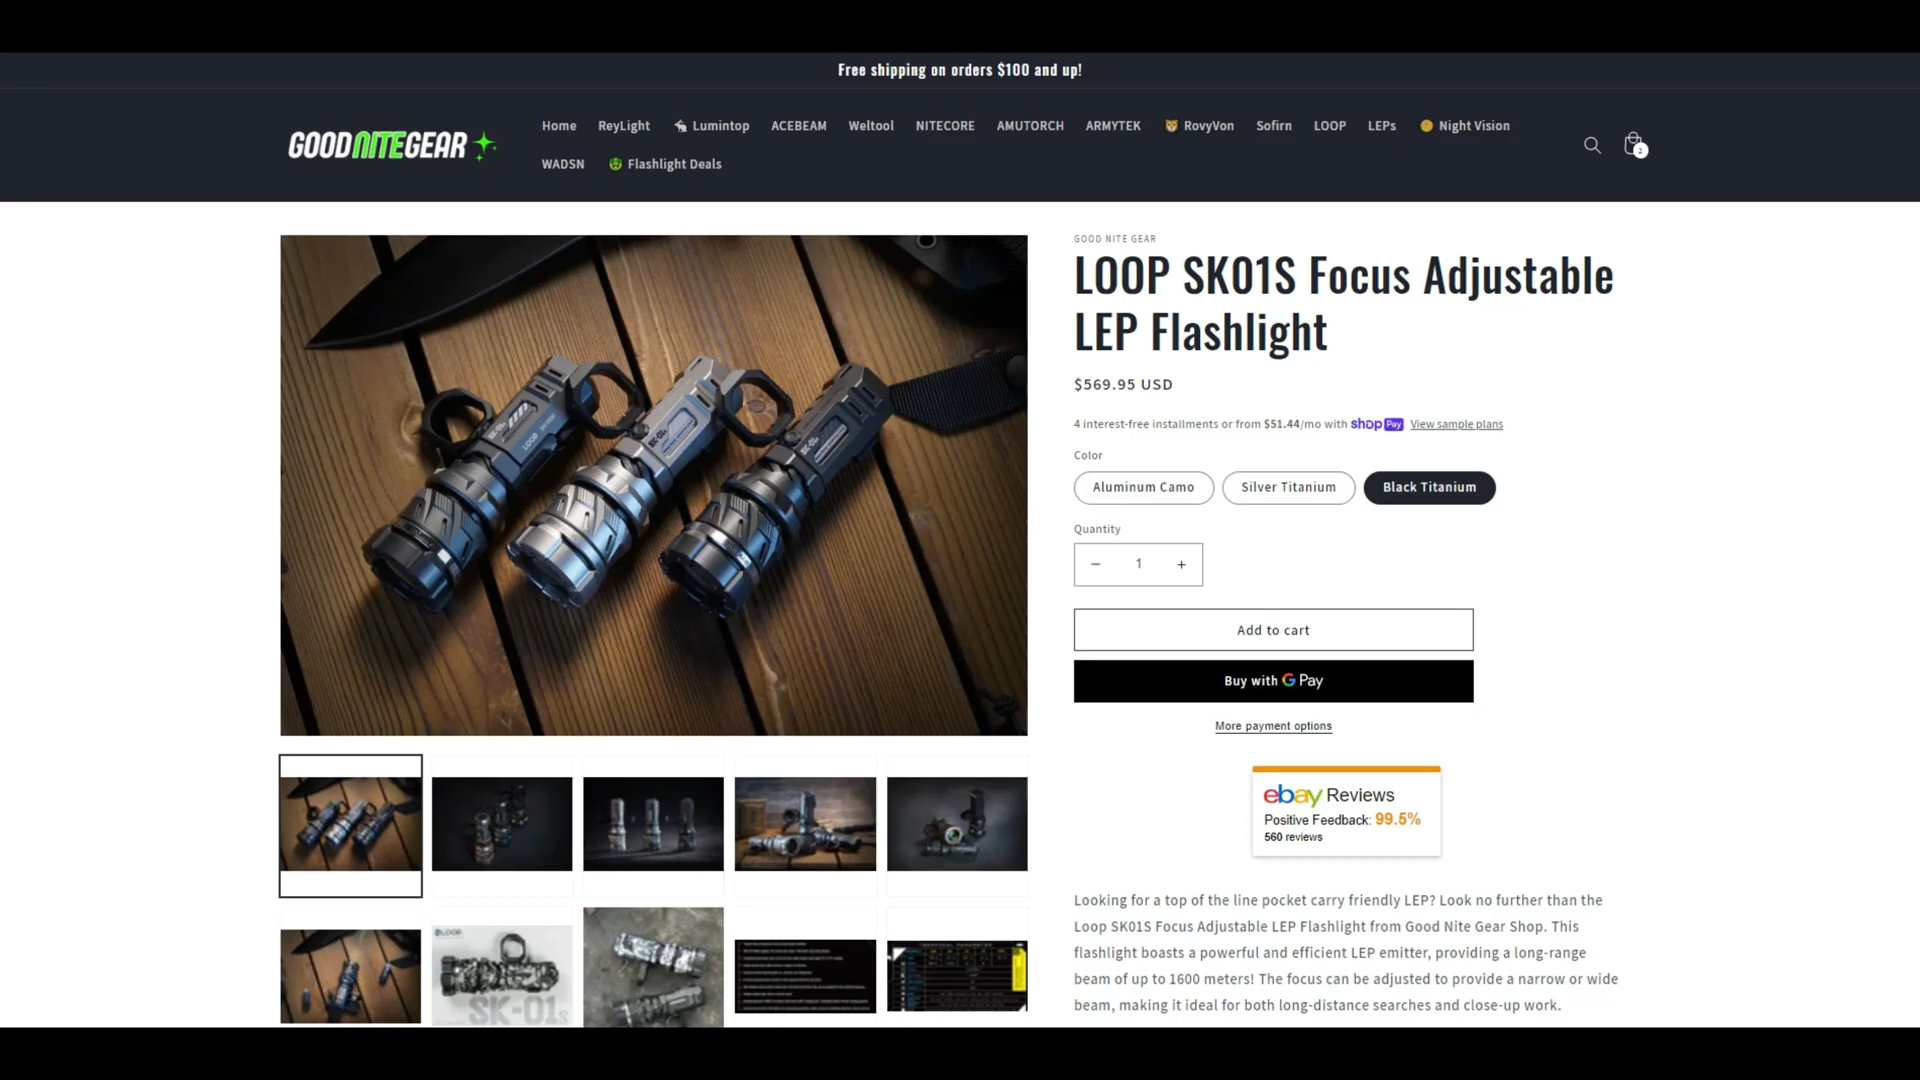 Free shipping on orders $100 and up!
GOODNITEGEAR
Home ReyLight Lumintop ACEBEAM Weltool NITECORE AMUTORCH ARMYTEK RovyVon Sofirn LOOP LEPs Night Vision
WADSN Flashlight Deals
2
GOOD NITE GEAR
LOOP SK01S Focus Adjustable
LEP Flashlight
$569.95 USD
4 interest-free installments or from $51.44/mo with shop Pay View sample plans
Color
Aluminum Camo Silver Titanium Black Titanium
Quantity
− 1 +
Add to cart
Buy with G Pay
More payment options
ebay Reviews
Positive Feedback: 99.5%
560 reviews
Looking for a top of the line pocket carry friendly LEP? Look no further than the
Loop SK01S Focus Adjustable LEP Flashlight from Good Nite Gear Shop. This
flashlight boasts a powerful and efficient LEP emitter, providing a long-range
beam of up to 1600 meters! The focus can be adjusted to provide a narrow or wide
beam, making it ideal for both long-distance searches and close-up work.
LOOP
SK-01s